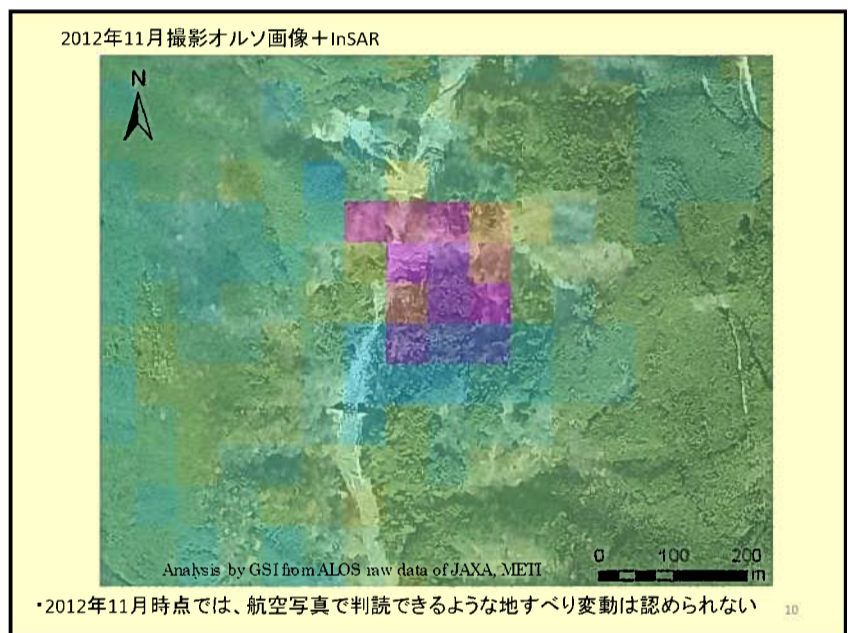 2012年11月撮影オルソ画像＋InSAR
N
0 100 200
m
Analysis by GSI from ALOS raw data of JAXA, METI
・2012年11月時点では、航空写真で判読できるような地すべり変動は認められない
10